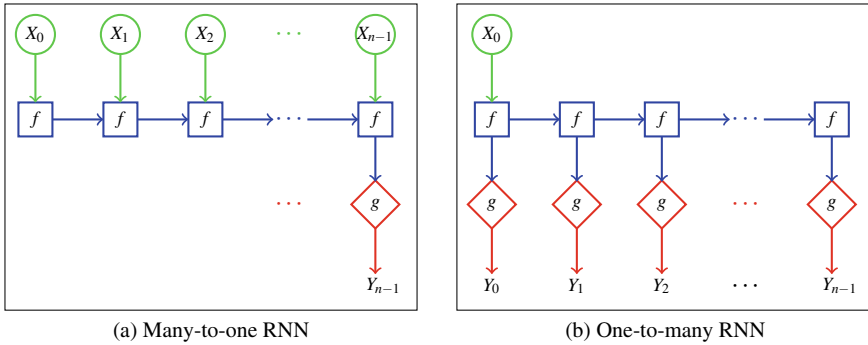 X₀ X₁ X₂ ··· Xₙ₋₁
f f f ··· f
··· g
Yₙ₋₁
(a) Many-to-one RNN
X₀
f f f ··· f
g g g ··· g
Y₀ Y₁ Y₂ ··· Yₙ₋₁
(b) One-to-many RNN